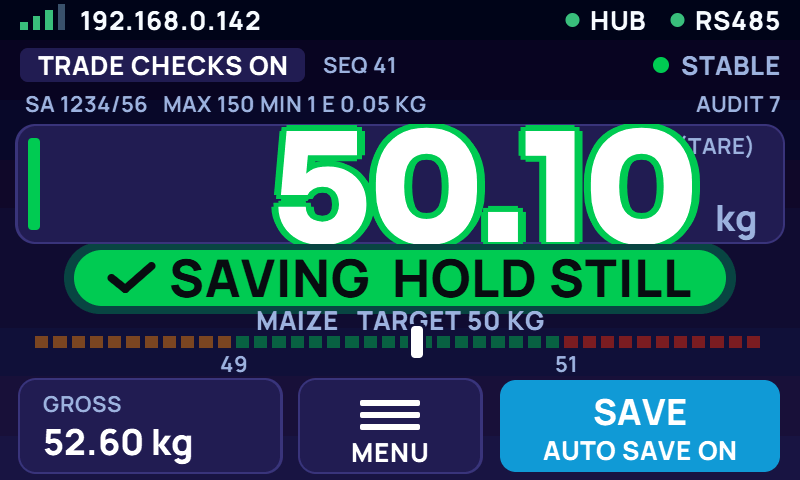 192.168.0.142 HUB RS485
TRADE CHECKS ON SEQ 41 STABLE
SA 1234/56 MAX 150 MIN 1 E 0.05 KG AUDIT 7
TARE)
50.10 kg
SAVING HOLD STILL
MAIZE TARGET 50 KG
49 51
GROSS
52.60 kg
MENU
SAVE
AUTO SAVE ON